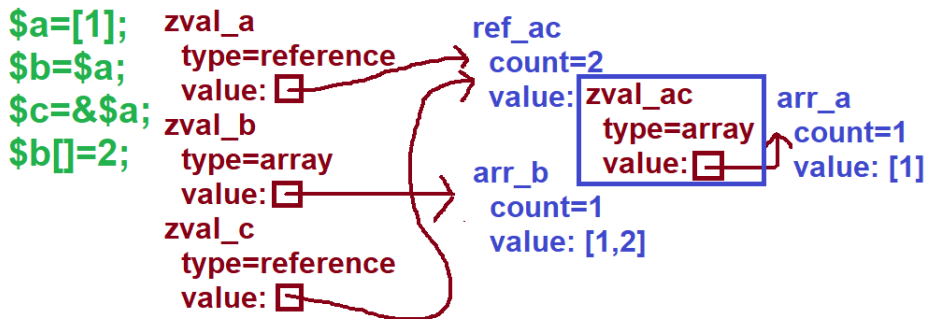 $a=[1];
$b=$a;
$c=&$a;
$b[]=2;
zval_a
type=reference
value:
zval_b
type=array
value:
zval_c
type=reference
value:
ref_ac
count=2
value:
zval_ac
type=array
value:
arr_a
count=1
value: [1]
arr_b
count=1
value: [1,2]